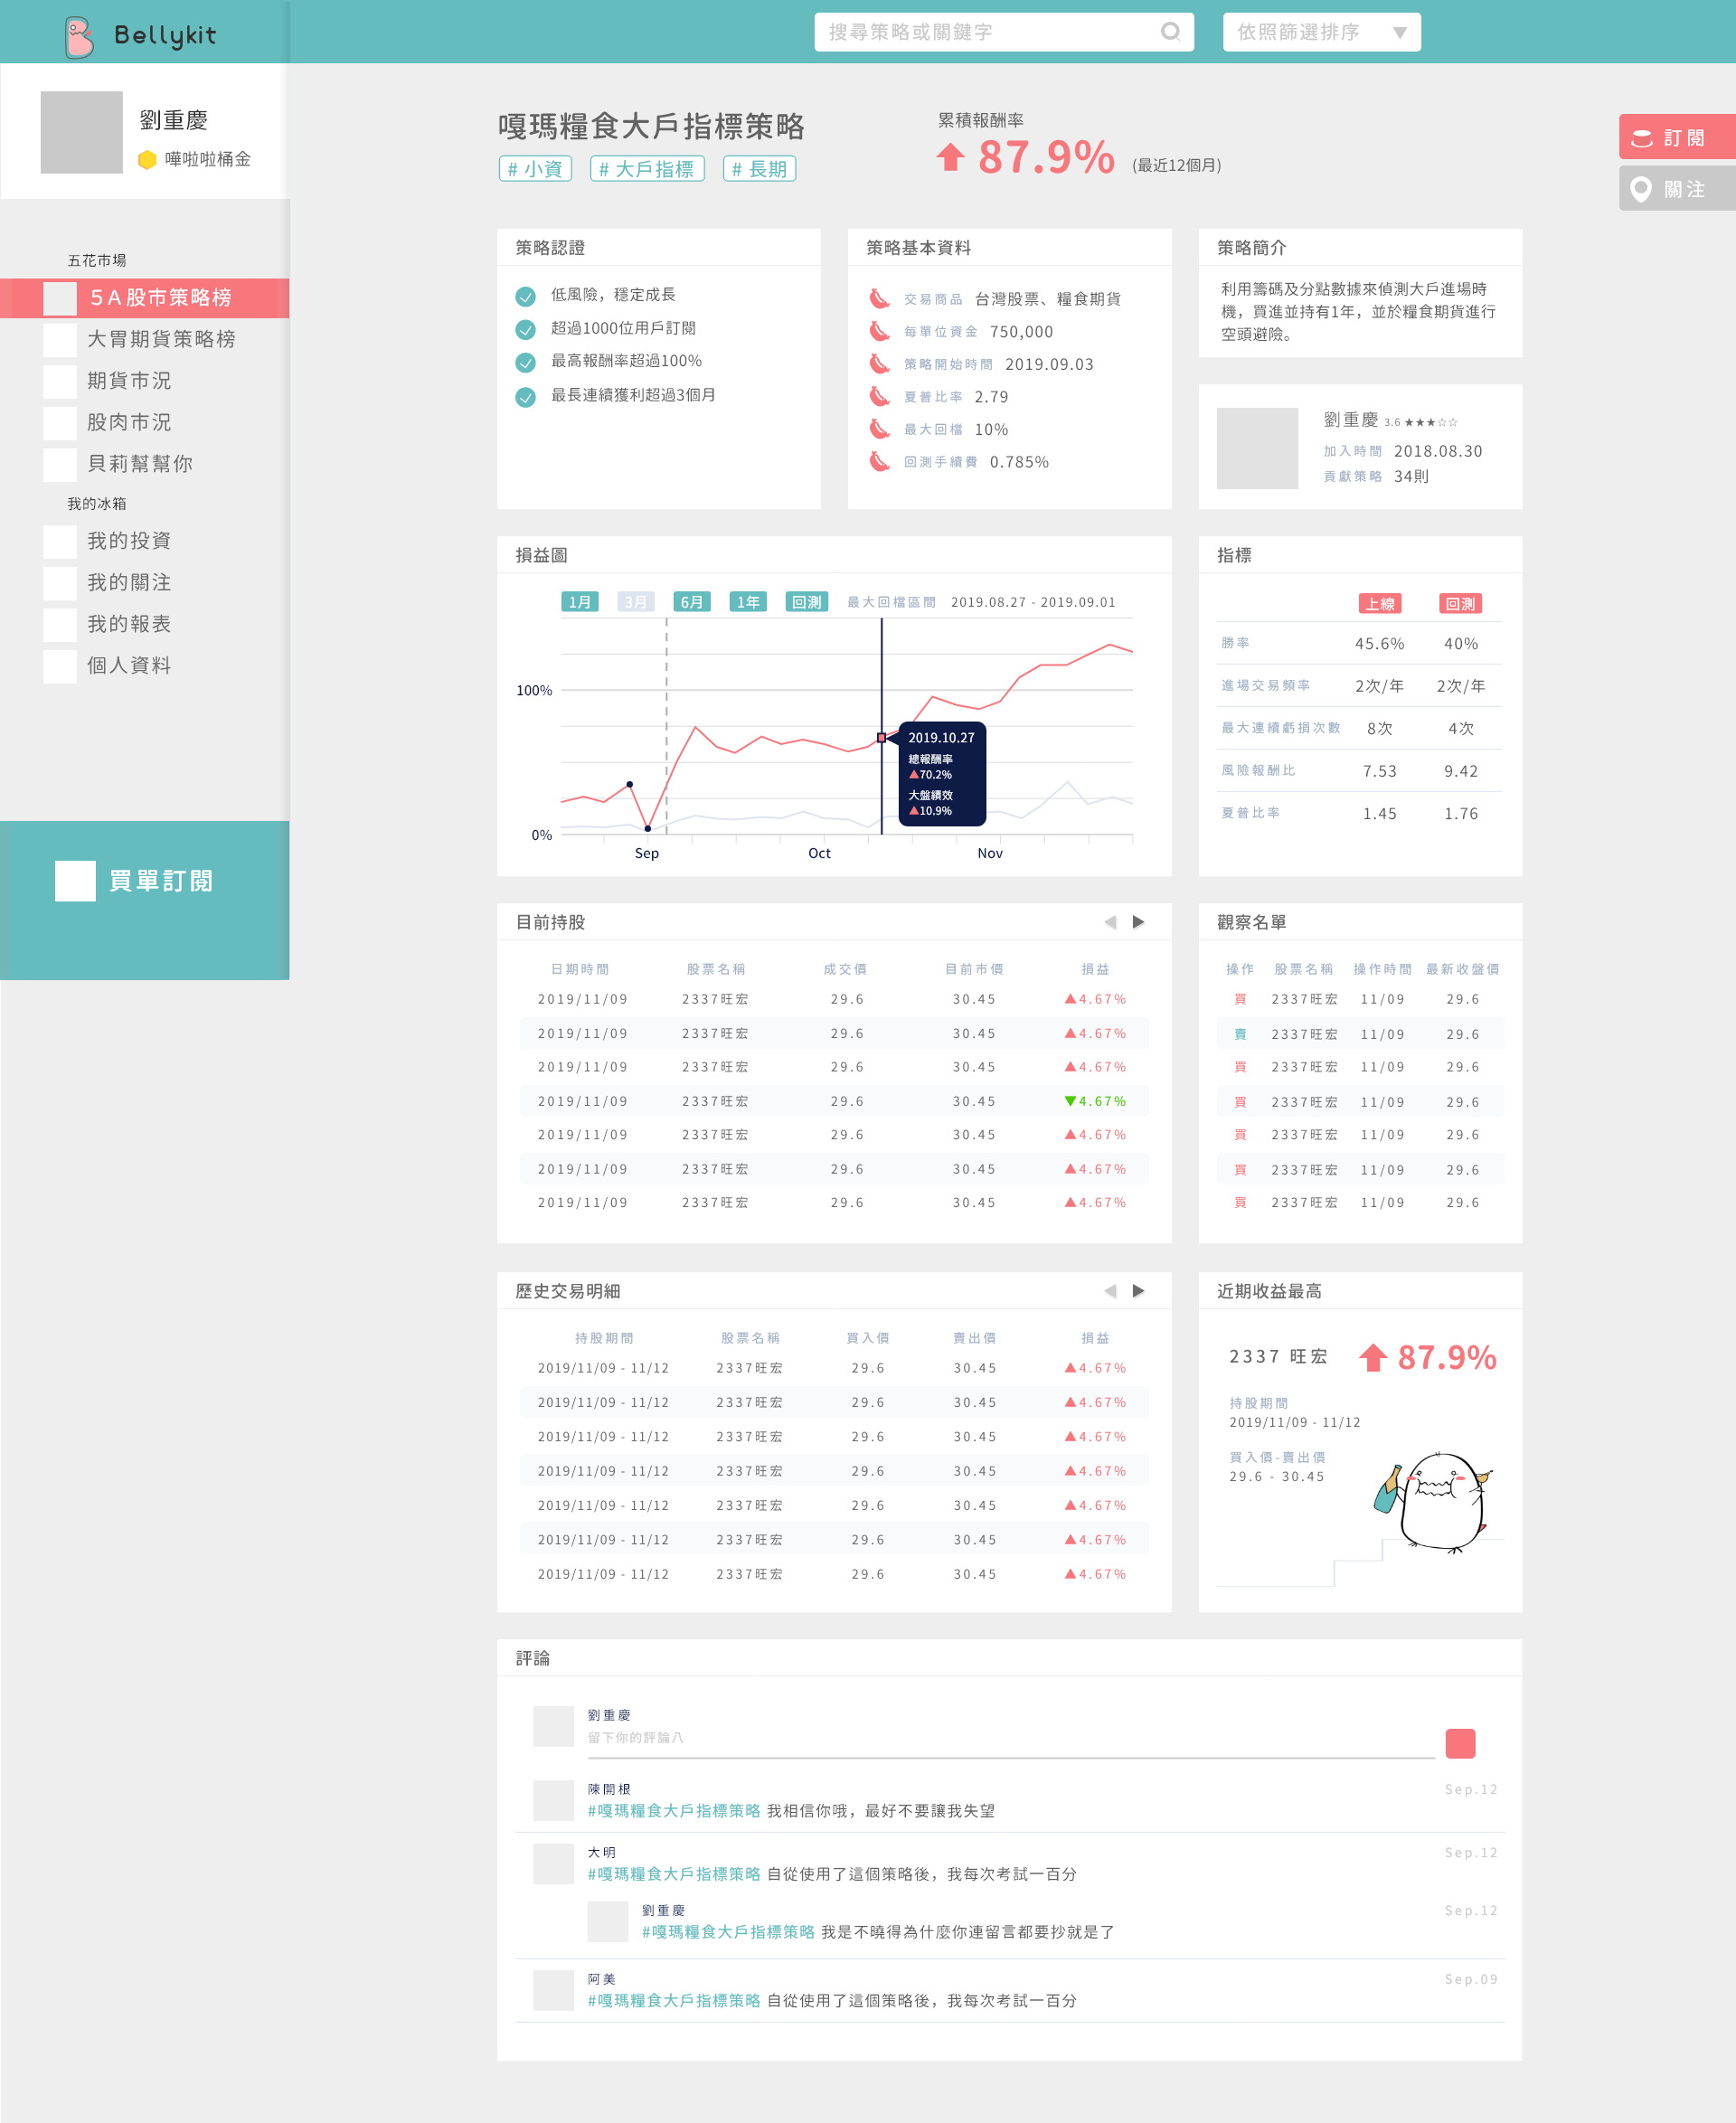 Bellykit
搜尋策略或關鍵字
依照篩選排序
劉重慶
嘩啦啦桶金
五花市場
5A股市策略榜
大胃期貨策略榜
期貨市況
股肉市況
貝莉幫幫你
我的冰箱
我的投資
我的關注
我的報表
個人資料
買單訂閱
嘎瑪糧食大戶指標策略
# 小資 # 大戶指標 # 長期
累積報酬率
87.9% (最近12個月)
訂閱
關注
策略認證
低風險，穩定成長
超過1000位用戶訂閱
最高報酬率超過100%
最長連續獲利超過3個月
策略基本資料
交易商品 台灣股票、糧食期貨
每單位資金 750,000
策略開始時間 2019.09.03
夏普比率 2.79
最大回檔 10%
回測手續費 0.785%
策略簡介
利用籌碼及分點數據來偵測大戶進場時
機，買進並持有1年，並於糧食期貨進行
空頭避險。
劉重慶 3.6 ★★★☆☆
加入時間 2018.08.30
貢獻策略 34則
損益圖
1月 3月 6月 1年 回測 最大回檔區間 2019.08.27 - 2019.09.01
100%
0%
2019.10.27
總報酬率
▲70.2%
大盤績效
▲10.9%
Sep Oct Nov
指標
上線 回測
勝率 45.6% 40%
進場交易頻率 2次/年 2次/年
最大連續虧損次數 8次 4次
風險報酬比 7.53 9.42
夏普比率 1.45 1.76
目前持股
日期時間 股票名稱 成交價 目前市價 損益
2019/11/09 2337旺宏 29.6 30.45 ▲4.67%
2019/11/09 2337旺宏 29.6 30.45 ▲4.67%
2019/11/09 2337旺宏 29.6 30.45 ▲4.67%
2019/11/09 2337旺宏 29.6 30.45 ▼4.67%
2019/11/09 2337旺宏 29.6 30.45 ▲4.67%
2019/11/09 2337旺宏 29.6 30.45 ▲4.67%
2019/11/09 2337旺宏 29.6 30.45 ▲4.67%
觀察名單
操作 股票名稱 操作時間 最新收盤價
買 2337旺宏 11/09 29.6
賣 2337旺宏 11/09 29.6
買 2337旺宏 11/09 29.6
買 2337旺宏 11/09 29.6
買 2337旺宏 11/09 29.6
買 2337旺宏 11/09 29.6
買 2337旺宏 11/09 29.6
歷史交易明細
持股期間 股票名稱 買入價 賣出價 損益
2019/11/09 - 11/12 2337旺宏 29.6 30.45 ▲4.67%
2019/11/09 - 11/12 2337旺宏 29.6 30.45 ▲4.67%
2019/11/09 - 11/12 2337旺宏 29.6 30.45 ▲4.67%
2019/11/09 - 11/12 2337旺宏 29.6 30.45 ▲4.67%
2019/11/09 - 11/12 2337旺宏 29.6 30.45 ▲4.67%
2019/11/09 - 11/12 2337旺宏 29.6 30.45 ▲4.67%
2019/11/09 - 11/12 2337旺宏 29.6 30.45 ▲4.67%
近期收益最高
2337 旺宏 87.9%
持股期間
2019/11/09 - 11/12
買入價-賣出價
29.6 - 30.45
評論
劉重慶
留下你的評論八
陳開根 Sep.12
#嘎瑪糧食大戶指標策略 我相信你哦，最好不要讓我失望
大明 Sep.12
#嘎瑪糧食大戶指標策略 自從使用了這個策略後，我每次考試一百分
劉重慶 Sep.12
#嘎瑪糧食大戶指標策略 我是不曉得為什麼你連留言都要抄就是了
阿美 Sep.09
#嘎瑪糧食大戶指標策略 自從使用了這個策略後，我每次考試一百分